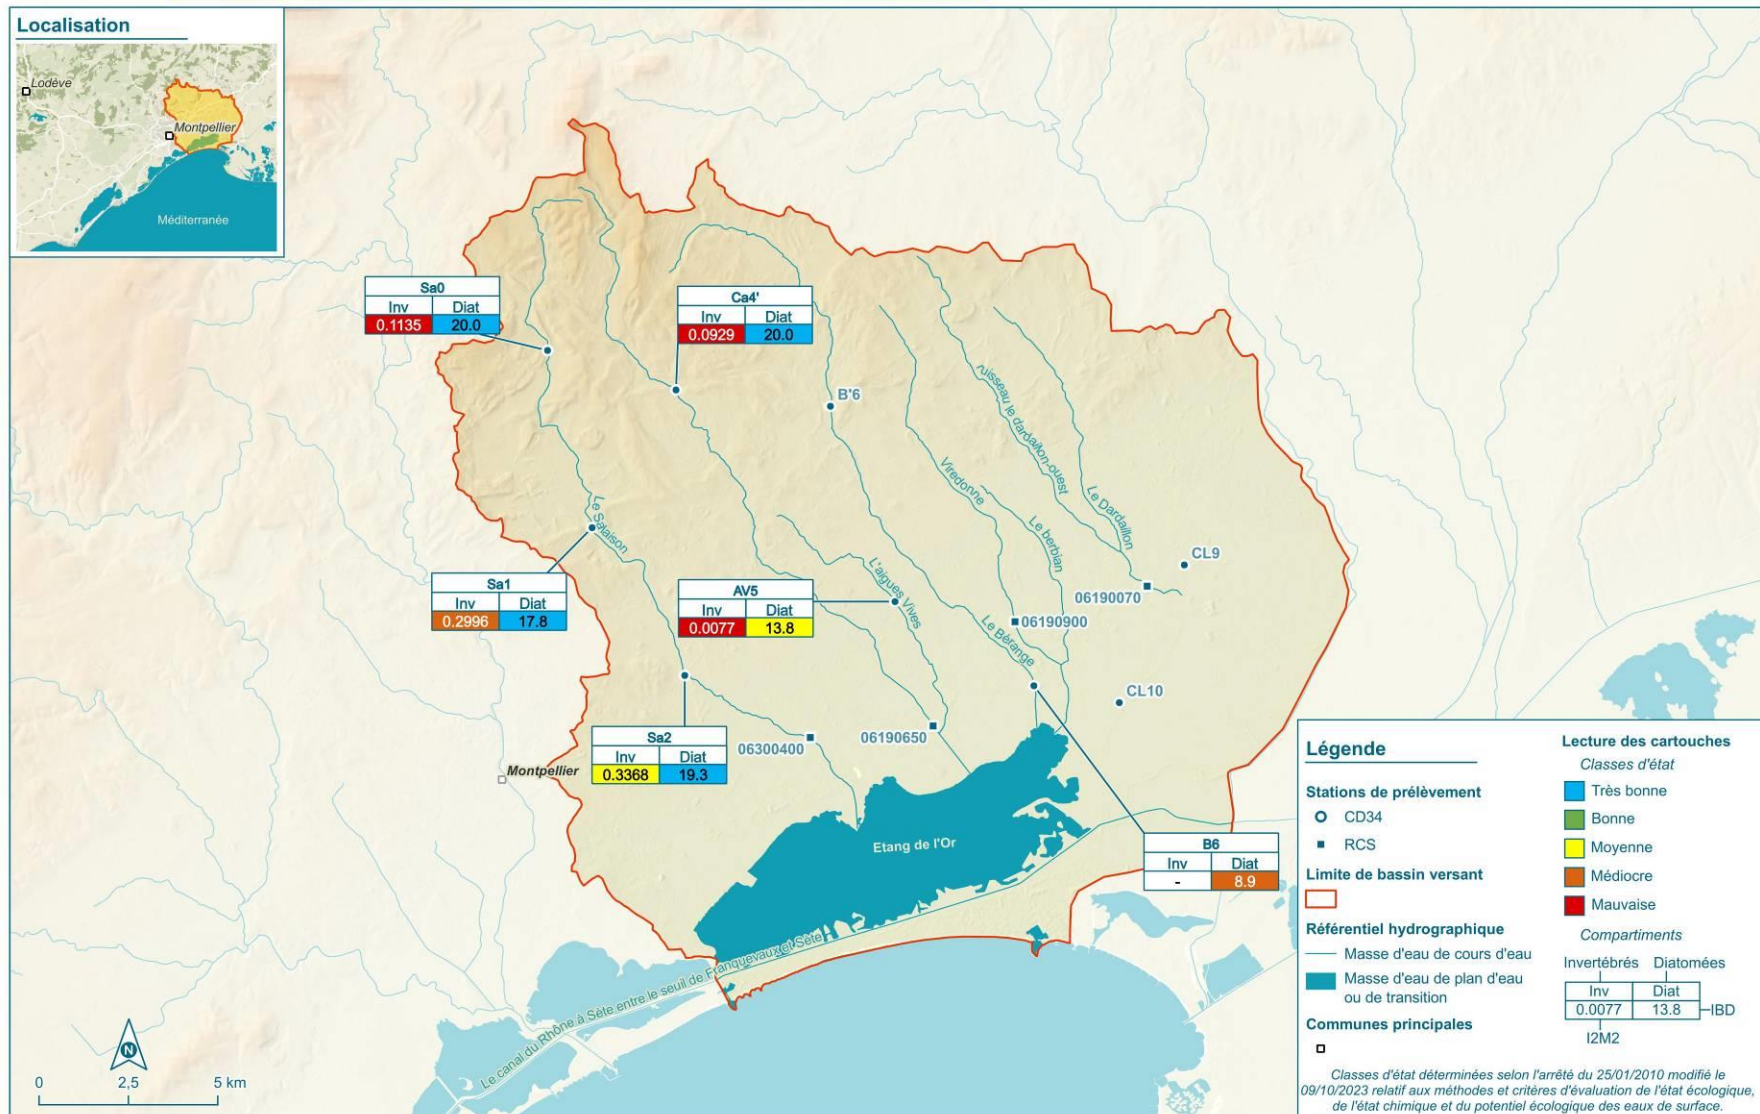 Localisation
Lodève
Montpellier
Méditerranée
Sa0
Inv Diat
0.1135 20.0
Ca4'
Inv Diat
0.0929 20.0
B'6
uisseau le dardaillon-ouest
Viredonne
Le Dardaillon
Le berbian
Le Salaison
CL9
Sa1
Inv Diat
0.2996 17.8
AV5
Inv Diat
0.0077 13.8
L'aigues Vives
06190070
06190900
Le Bérange
CL10
Sa2
Inv Diat
0.3368 19.3
06300400
06190650
Montpellier
Etang de l'Or
B6
Inv Diat
- 8.9
Le canal du Rhône à Sète entre le seuil de Franquevaux et Sète
N
0 2,5 5 km
Légende
Stations de prélèvement
CD34
RCS
Limite de bassin versant
Référentiel hydrographique
Masse d'eau de cours d'eau
Masse d'eau de plan d'eau
ou de transition
Communes principales
Lecture des cartouches
Classes d'état
Très bonne
Bonne
Moyenne
Médiocre
Mauvaise
Compartiments
Invertébrés Diatomées
Inv Diat
0.0077 13.8 IBD
I2M2
Classes d'état déterminées selon l'arrêté du 25/01/2010 modifié le
09/10/2023 relatif aux méthodes et critères d'évaluation de l'état écologique,
de l'état chimique et du potentiel écologique des eaux de surface.